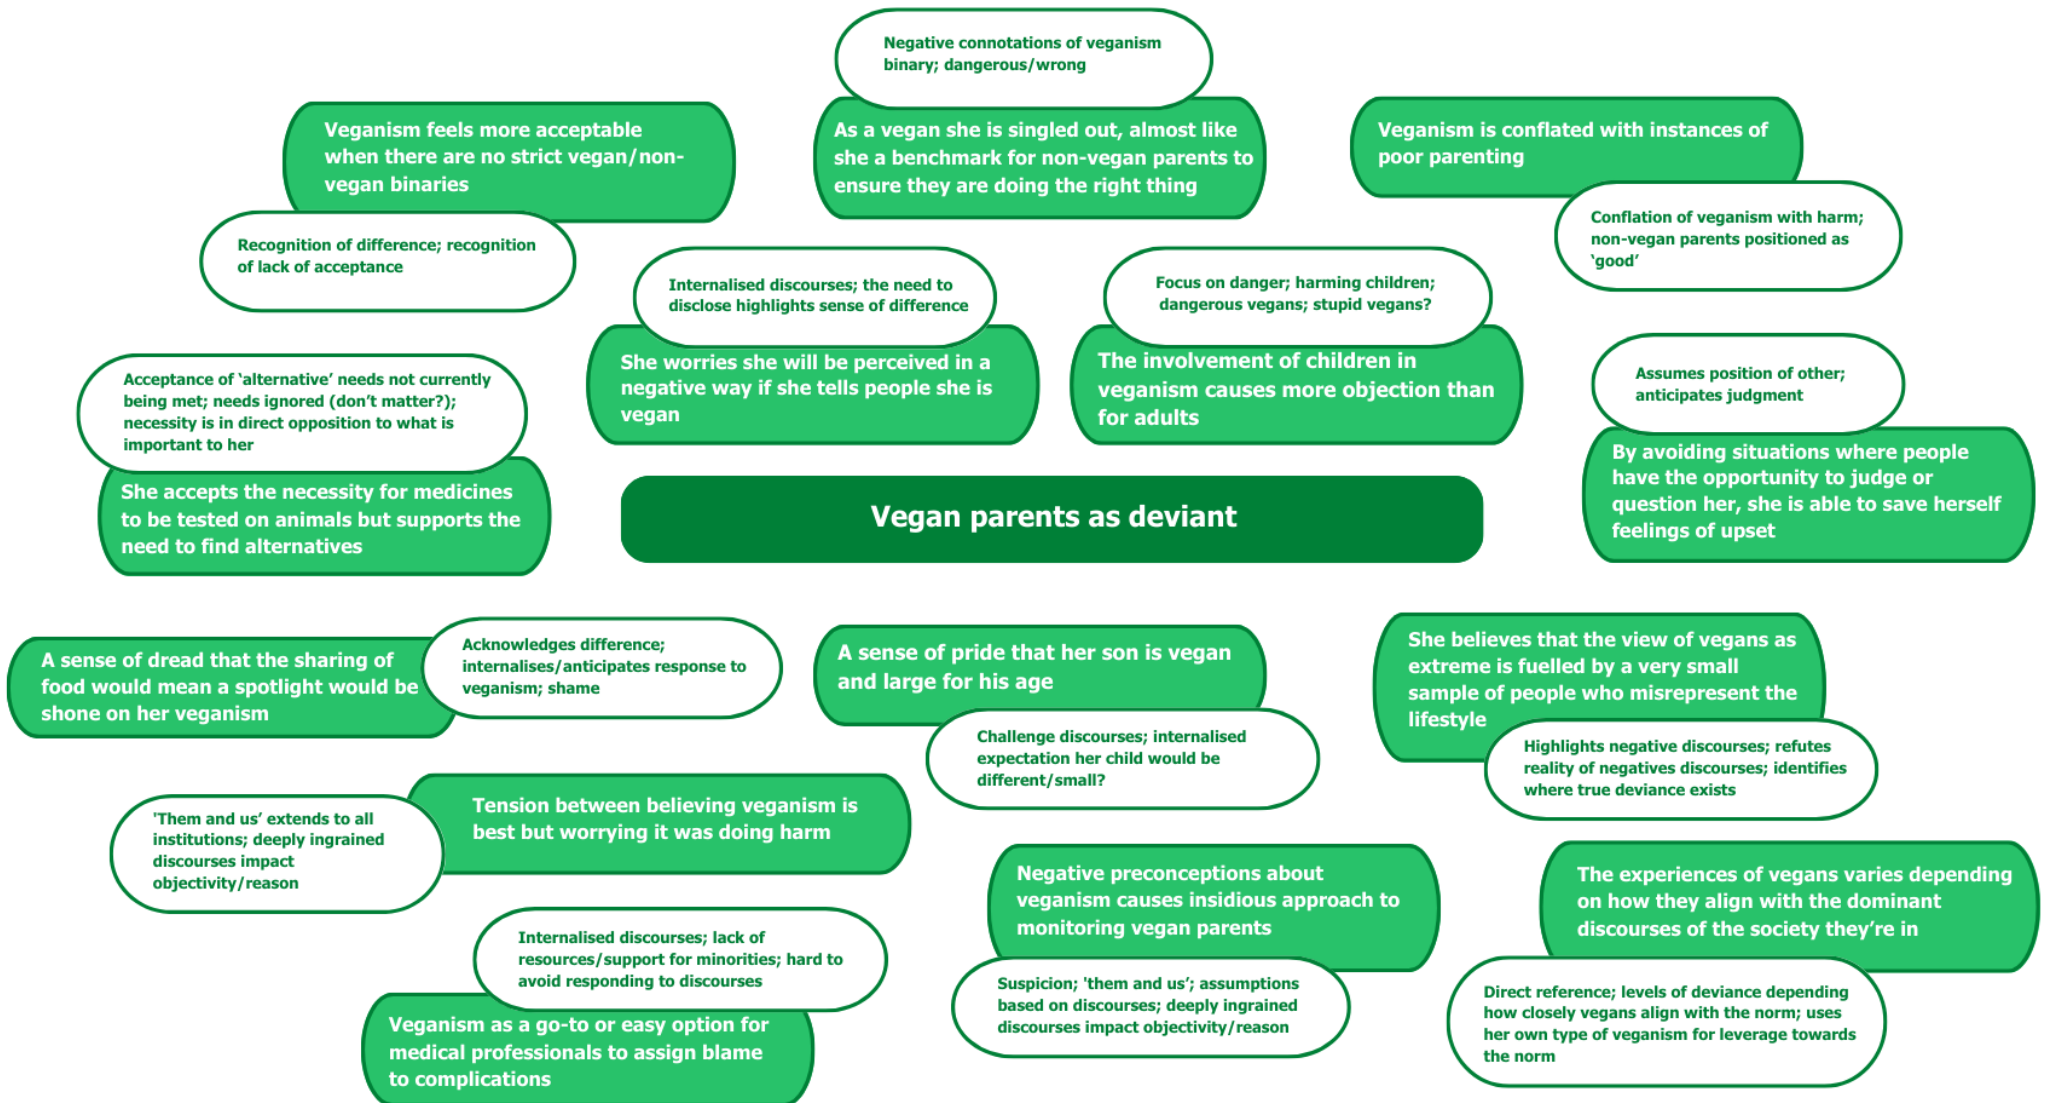 Negative connotations of veganism
binary; dangerous/wrong
Veganism feels more acceptable
when there are no strict vegan/non-
vegan binaries
Recognition of difference; recognition
of lack of acceptance
As a vegan she is singled out, almost like
she a benchmark for non-vegan parents to
ensure they are doing the right thing
Veganism is conflated with instances of
poor parenting
Conflation of veganism with harm;
non-vegan parents positioned as
‘good’
Internalised discourses; the need to
disclose highlights sense of difference
She worries she will be perceived in a
negative way if she tells people she is
vegan
Focus on danger; harming children;
dangerous vegans; stupid vegans?
The involvement of children in
veganism causes more objection than
for adults
Acceptance of ‘alternative’ needs not currently
being met; needs ignored (don’t matter?);
necessity is in direct opposition to what is
important to her
She accepts the necessity for medicines
to be tested on animals but supports the
need to find alternatives
Assumes position of other;
anticipates judgment
By avoiding situations where people
have the opportunity to judge or
question her, she is able to save herself
feelings of upset
Vegan parents as deviant
A sense of dread that the sharing of
food would mean a spotlight would be
shone on her veganism
Acknowledges difference;
internalises/anticipates response to
veganism; shame
A sense of pride that her son is vegan
and large for his age
Challenge discourses; internalised
expectation her child would be
different/small?
She believes that the view of vegans as
extreme is fuelled by a very small
sample of people who misrepresent the
lifestyle
Highlights negative discourses; refutes
reality of negatives discourses; identifies
where true deviance exists
'Them and us’ extends to all
institutions; deeply ingrained
discourses impact
objectivity/reason
Tension between believing veganism is
best but worrying it was doing harm
Internalised discourses; lack of
resources/support for minorities; hard to
avoid responding to discourses
Veganism as a go-to or easy option for
medical professionals to assign blame
to complications
Negative preconceptions about
veganism causes insidious approach to
monitoring vegan parents
Suspicion; 'them and us’; assumptions
based on discourses; deeply ingrained
discourses impact objectivity/reason
The experiences of vegans varies depending
on how they align with the dominant
discourses of the society they’re in
Direct reference; levels of deviance depending
how closely vegans align with the norm; uses
her own type of veganism for leverage towards
the norm